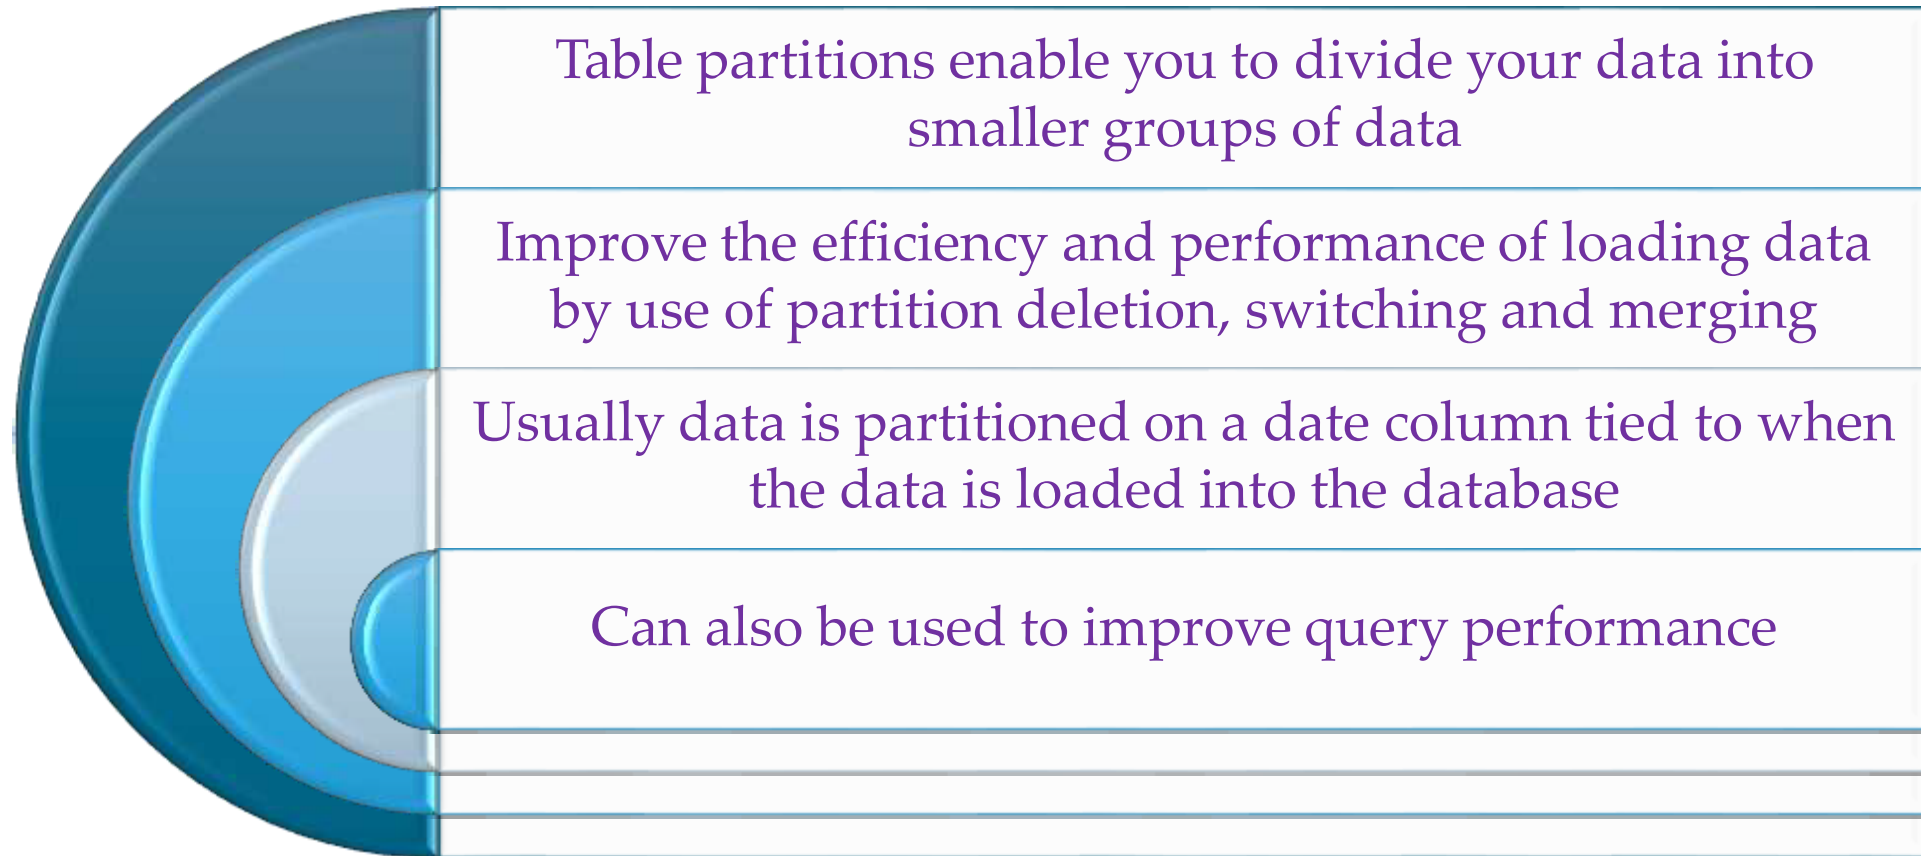 Table partitions enable you to divide your data into
smaller groups of data
Improve the efficiency and performance of loading data
by use of partition deletion, switching and merging
Usually data is partitioned on a date column tied to when
the data is loaded into the database
Can also be used to improve query performance